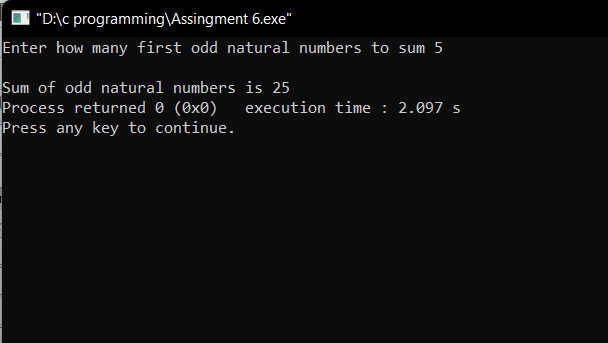 "D:\c programming\Assingment 6.exe"
Enter how many first odd natural numbers to sum 5
Sum of odd natural numbers is 25
Process returned 0 (0x0)   execution time : 2.097 s
Press any key to continue.